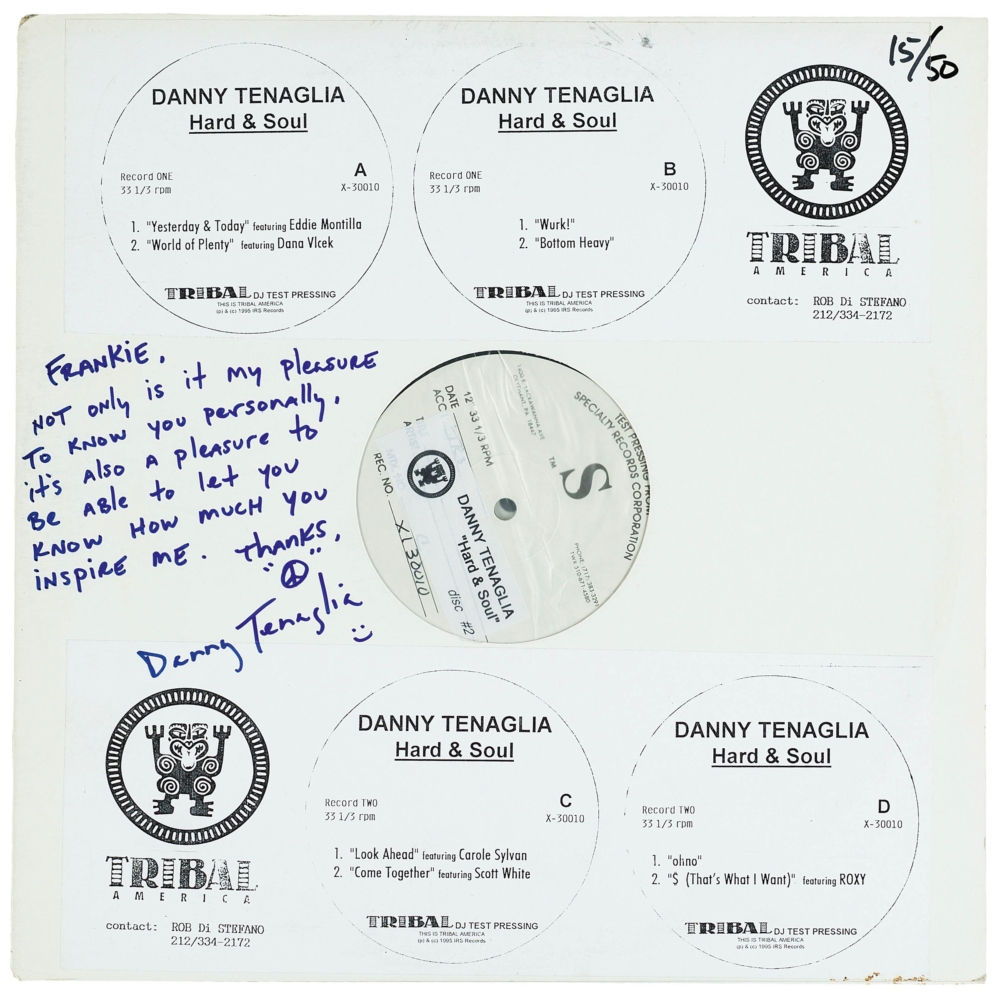 15/50
DANNY TENAGLIA
Hard & Soul
Record ONE
33 1/3 rpm
A
X-30010
1. "Yesterday & Today" featuring Eddie Montilla
2. "World of Plenty" featuring Dana Vlcek
TRIBAL DJ TEST PRESSING
THIS IS TRIBAL AMERICA
(p) & (c) 1995 IRS Records
DANNY TENAGLIA
Hard & Soul
Record ONE
33 1/3 rpm
B
X-30010
1. "Wurk!"
2. "Bottom Heavy"
TRIBAL DJ TEST PRESSING
THIS IS TRIBAL AMERICA
(p) & (c) 1995 IRS Records
TRIBAL
AMERICA
contact: ROB Di STEFANO
212/334-2172
FRANKIE,
NOT ONLY is it my pleasure
TO KNOW you personally,
it's also a pleasure to
Be Able to let you
KNOW HOW MUCH YOU
INSPIRE ME. THANKS,
Danny Tenaglia
TEST PRESSING FROM
SPECIALTY RECORDS CORPORATION
OLYPHANT, PA. 18447
S
TM
12" 33 1/3 RPM
DATE
ACC
REC. NO. XL30010
DANNY TENAGLIA
"Hard & Soul"
disc #2
TRIBAL
AMERICA
contact: ROB Di STEFANO
212/334-2172
DANNY TENAGLIA
Hard & Soul
Record TWO
33 1/3 rpm
C
X-30010
1. "Look Ahead" featuring Carole Sylvan
2. "Come Together" featuring Scott White
TRIBAL DJ TEST PRESSING
THIS IS TRIBAL AMERICA
(p) & (c) 1995 IRS Records
DANNY TENAGLIA
Hard & Soul
Record TWO
33 1/3 rpm
D
X-30010
1. "ohno"
2. "$ (That's What I Want)" featuring ROXY
TRIBAL DJ TEST PRESSING
THIS IS TRIBAL AMERICA
(p) & (c) 1995 IRS Records